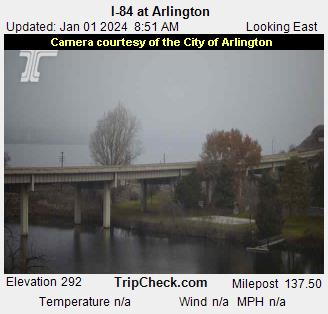 I-84 at Arlington
Updated: Jan 01 2024 8:51 AM Looking East
Camera courtesy of the City of Arlington
Elevation 292 TripCheck.com Milepost 137.50
Temperature n/a Wind n/a MPH n/a